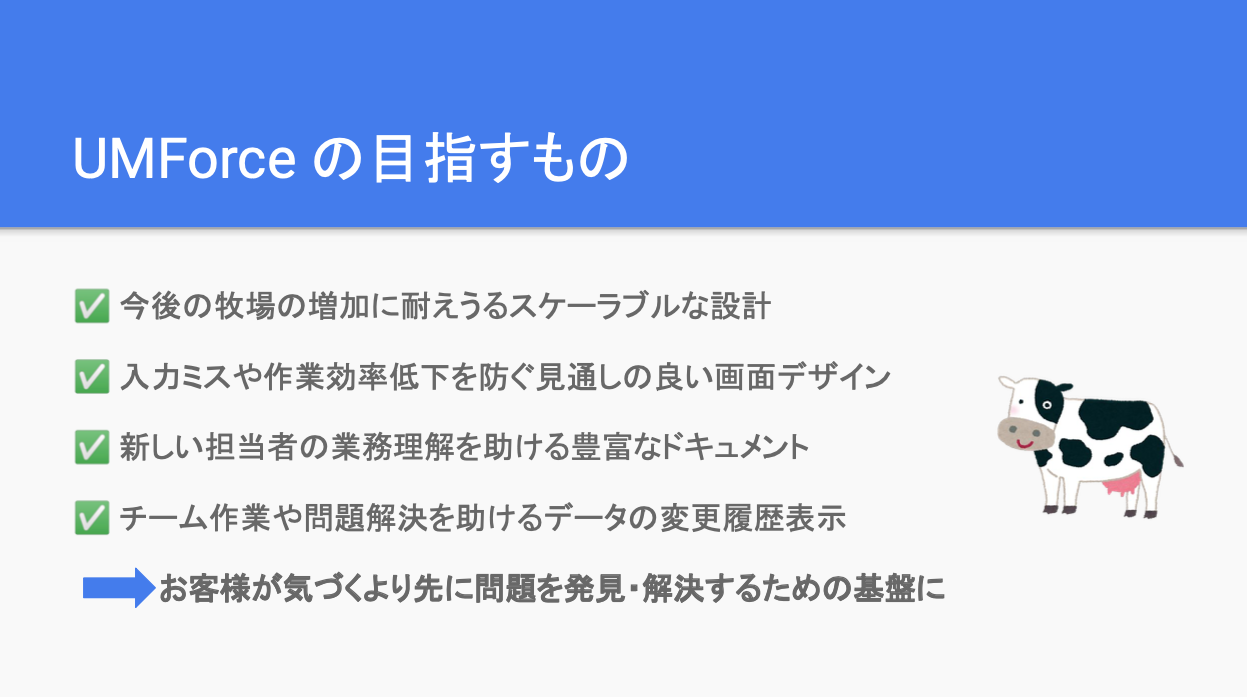 UMForce の目指すもの
✅ 今後の牧場の増加に耐えうるスケーラブルな設計
✅ 入力ミスや作業効率低下を防ぐ見通しの良い画面デザイン
✅ 新しい担当者の業務理解を助ける豊富なドキュメント
✅ チーム作業や問題解決を助けるデータの変更履歴表示
お客様が気づくより先に問題を発見・解決するための基盤に